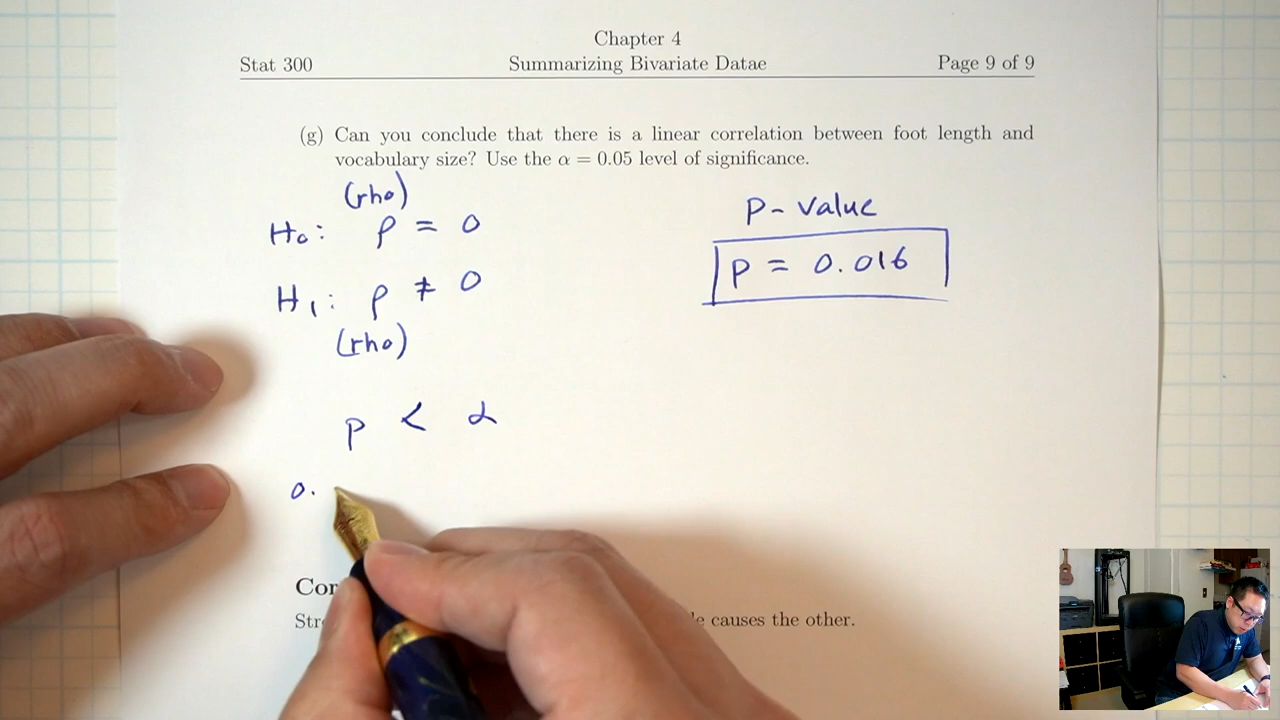 Chapter 4
Stat 300 Summarizing Bivariate Datae Page 9 of 9
(g) Can you conclude that there is a linear correlation between foot length and
vocabulary size? Use the α = 0.05 level of significance.
(rho)
H₀: ρ = 0
H₁: ρ ≠ 0
(rho)
P-value
P = 0.016
P < α
0.
causes the other.